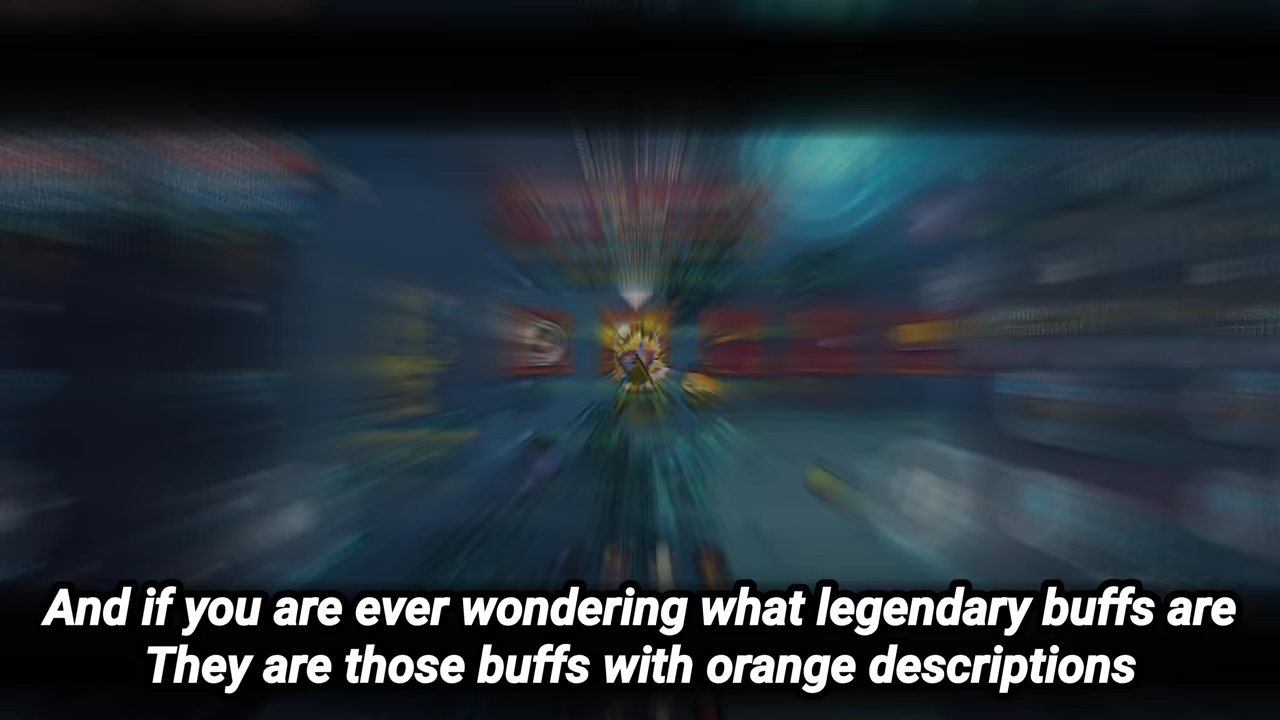 And if you are ever wondering what legendary buffs are
They are those buffs with orange descriptions